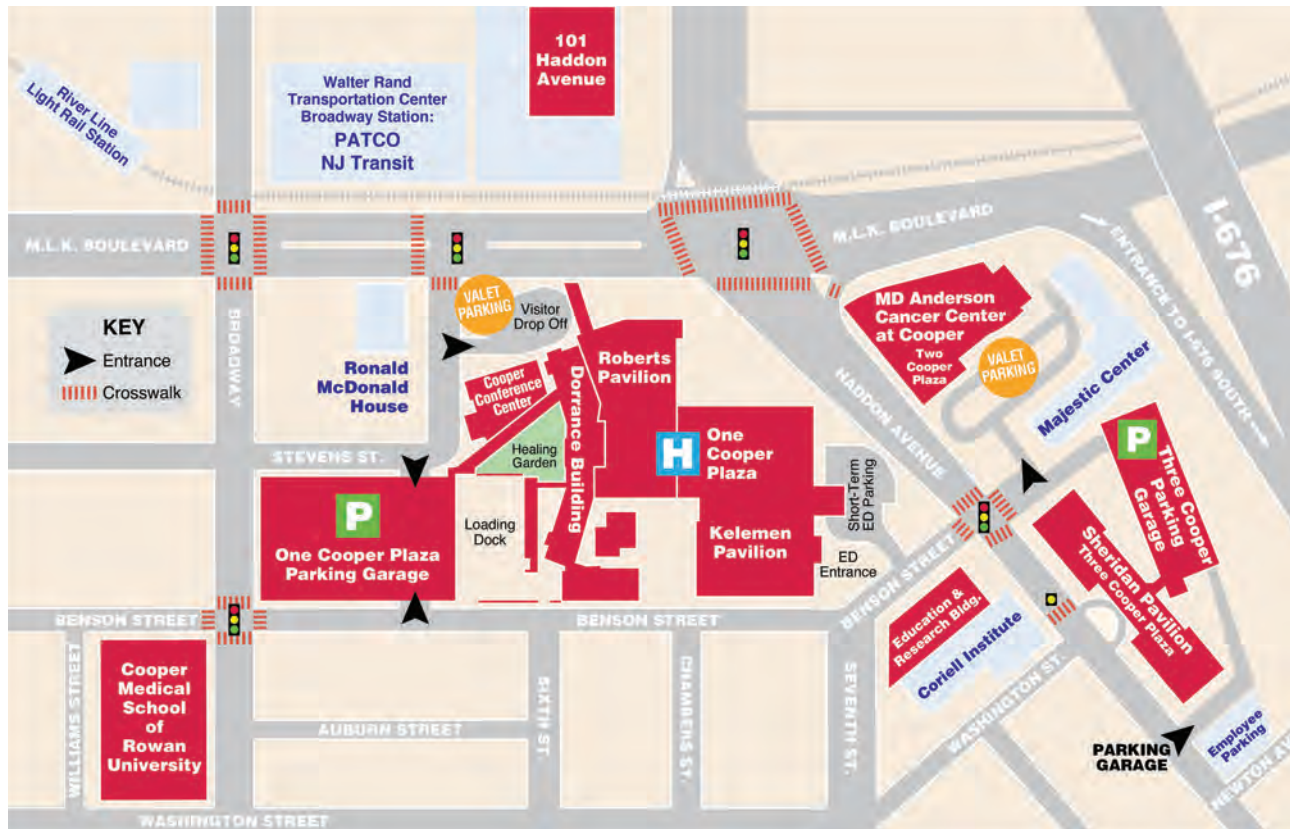 101
Haddon
Avenue
Walter Rand
Transportation Center
Broadway Station:
PATCO
NJ Transit
River Line
Light Rail Station
M.L.K. BOULEVARD
M.L.K. BOULEVARD
I-676
ENTRANCE TO I-676 SOUTH
BROADWAY
KEY
Entrance
Crosswalk
VALET
PARKING
Visitor
Drop Off
Ronald
McDonald
House
Cooper
Conference
Center
Dorrance Building
Roberts
Pavilion
HADDON AVENUE
MD Anderson
Cancer Center
at Cooper
Two
Cooper
Plaza
VALET
PARKING
Majestic Center
STEVENS ST.
Healing
Garden
H
One
Cooper
Plaza
Short-Term
ED Parking
P
Three Cooper
Parking
Garage
P
One Cooper Plaza
Parking Garage
Loading
Dock
Kelemen
Pavilion
ED
Entrance
Sheridan Pavilion
Three Cooper Plaza
BENSON STREET
BENSON STREET
BENSON STREET
Education &
Research Bldg.
Coriell Institute
WILLIAMS STREET
Cooper
Medical
School
of
Rowan
University
AUBURN STREET
SIXTH ST.
CHAMBERS ST.
SEVENTH ST.
WASHINGTON ST.
PARKING
GARAGE
Employee
Parking
WASHINGTON STREET